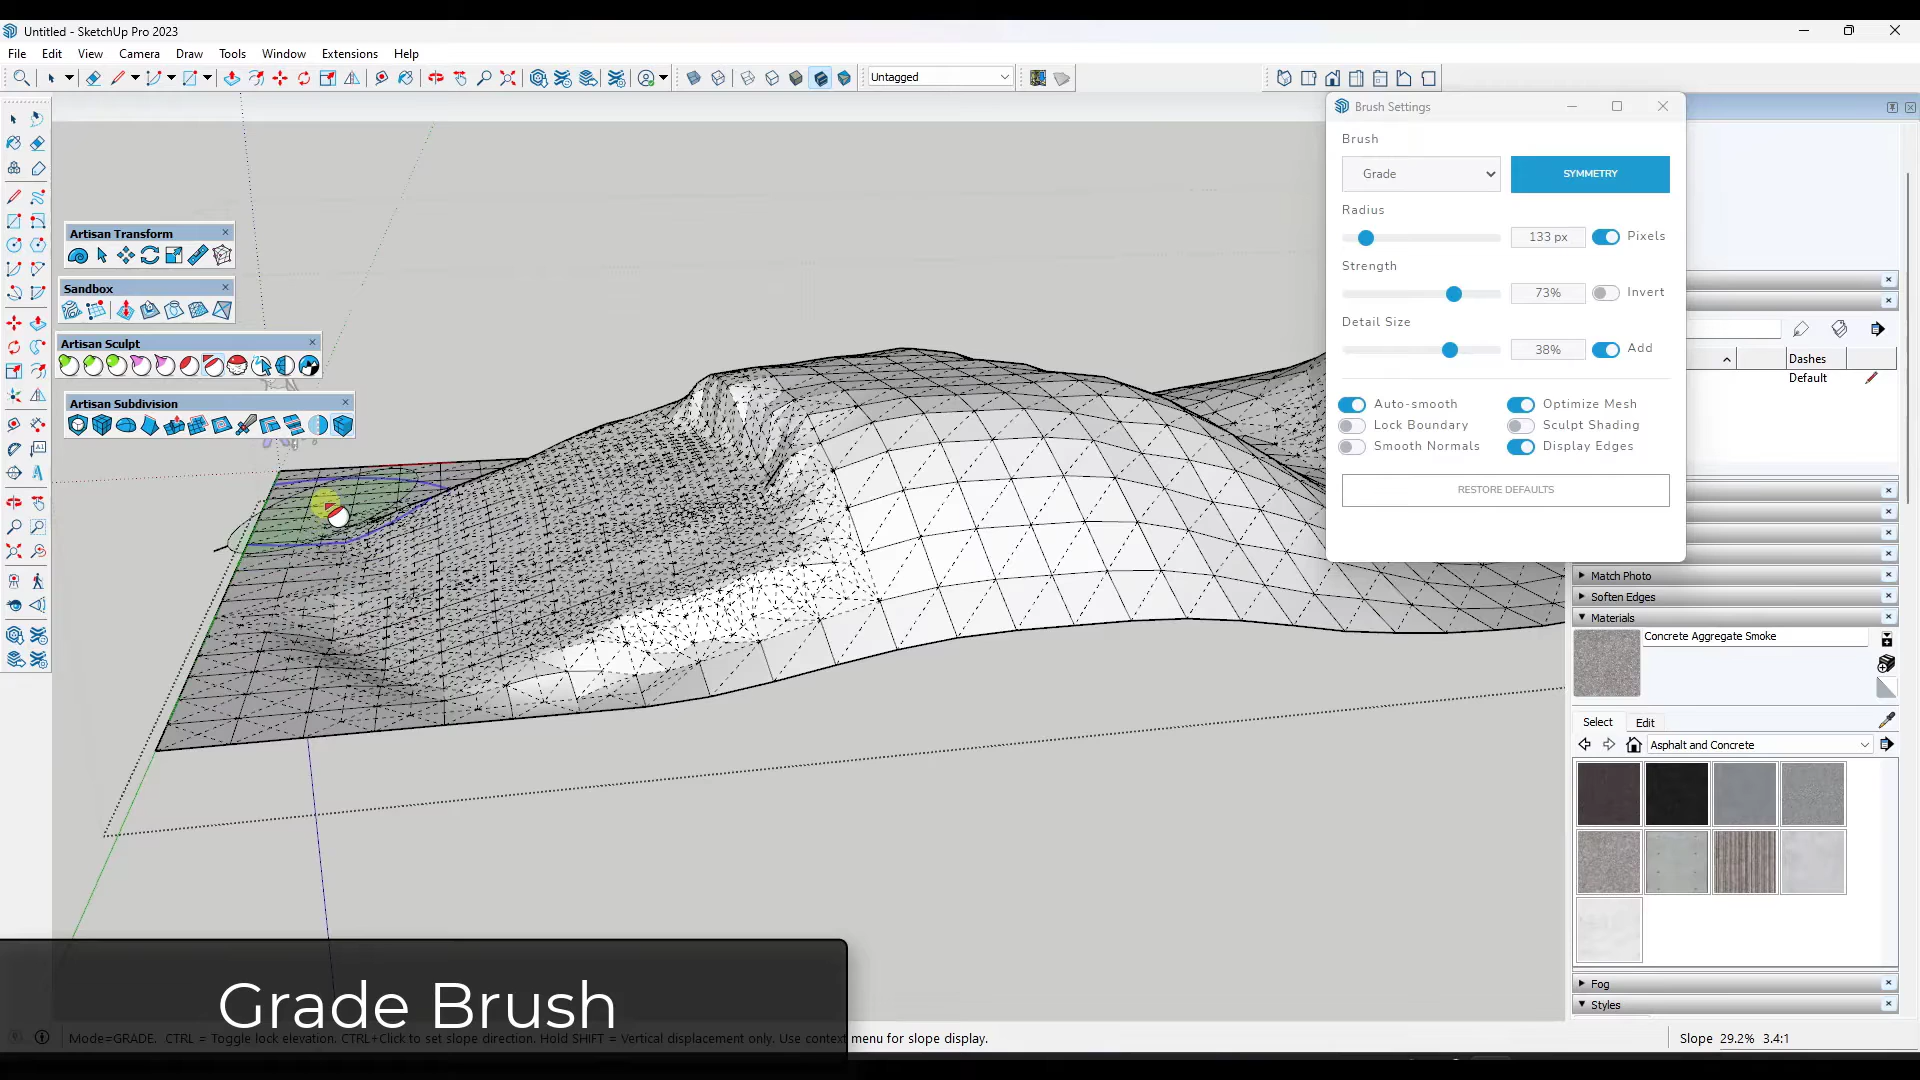 Untitled - SketchUp Pro 2023
File Edit View Camera Draw Tools Window Extensions Help
Untagged
Brush Settings
Brush
Grade
SYMMETRY
Radius
133 px
Pixels
Strength
73%
Invert
Detail Size
38%
Add
Auto-smooth
Optimize Mesh
Lock Boundary
Sculpt Shading
Smooth Normals
Display Edges
RESTORE DEFAULTS
Artisan Transform
Sandbox
Artisan Sculpt
Artisan Subdivision
Dashes
Default
Match Photo
Soften Edges
Materials
Concrete Aggregate Smoke
Select
Edit
Asphalt and Concrete
Fog
Styles
Grade Brush
Mode=GRADE. CTRL = Toggle lock elevation. CTRL+Click to set slope direction. Hold SHIFT = Vertical displacement only. Use context menu for slope display.
Slope 29.2% 3.4:1